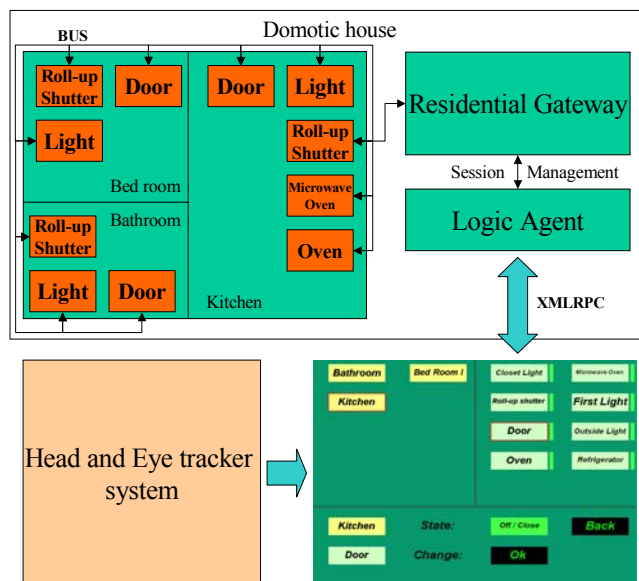 Domotic house
BUS
Roll-up
Shutter
Door
Light
Bed room
Bathroom
Roll-up
Shutter
Light
Door
Door
Light
Roll-up
Shutter
Microwave
Oven
Oven
Kitchen
Residential Gateway
Session Management
Logic Agent
XMLRPC
Head and Eye tracker
system
Bathroom Bed Room I
Kitchen
Closet Light Microwave Oven
Roll-up shutter First Light
Door Outside Light
Oven Refrigerator
Kitchen State: Off / Close Back
Door Change: Ok